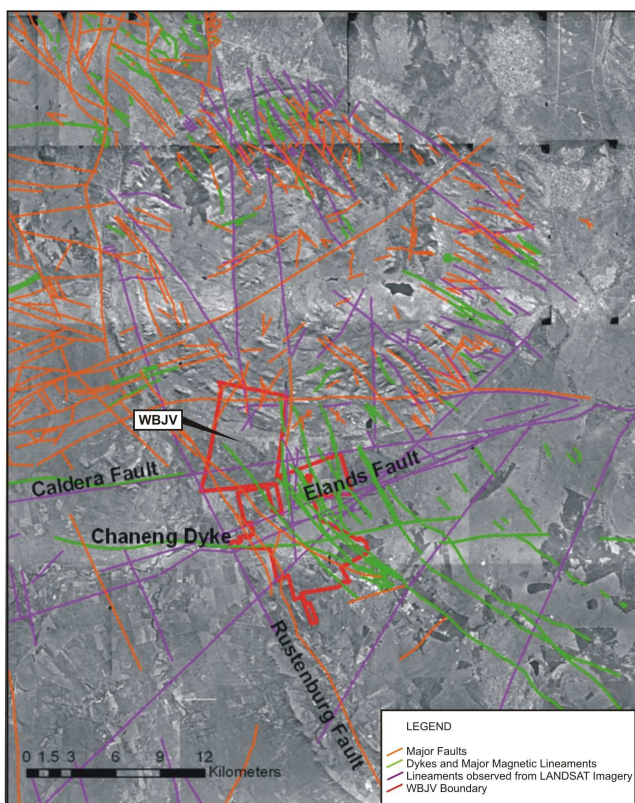 WBJV
Caldera Fault
Elands Fault
Chaneng Dyke
Rustenburg Fault
0 1.5 3 6 9 12
Kilometers
LEGEND
Major Faults
Dykes and Major Magnetic Lineaments
Lineaments observed from LANDSAT Imagery
WBJV Boundary